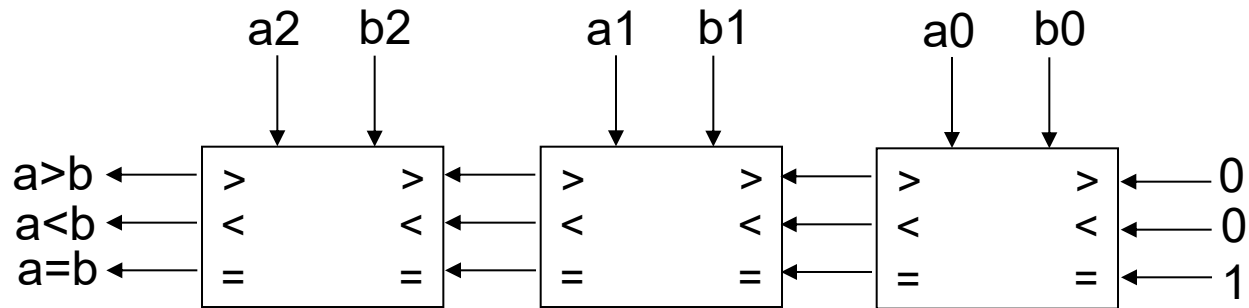 a2 b2 a1 b1 a0 b0
a>b > > > > > > 0
a<b < < < < < < 0
a=b = = = = = = 1